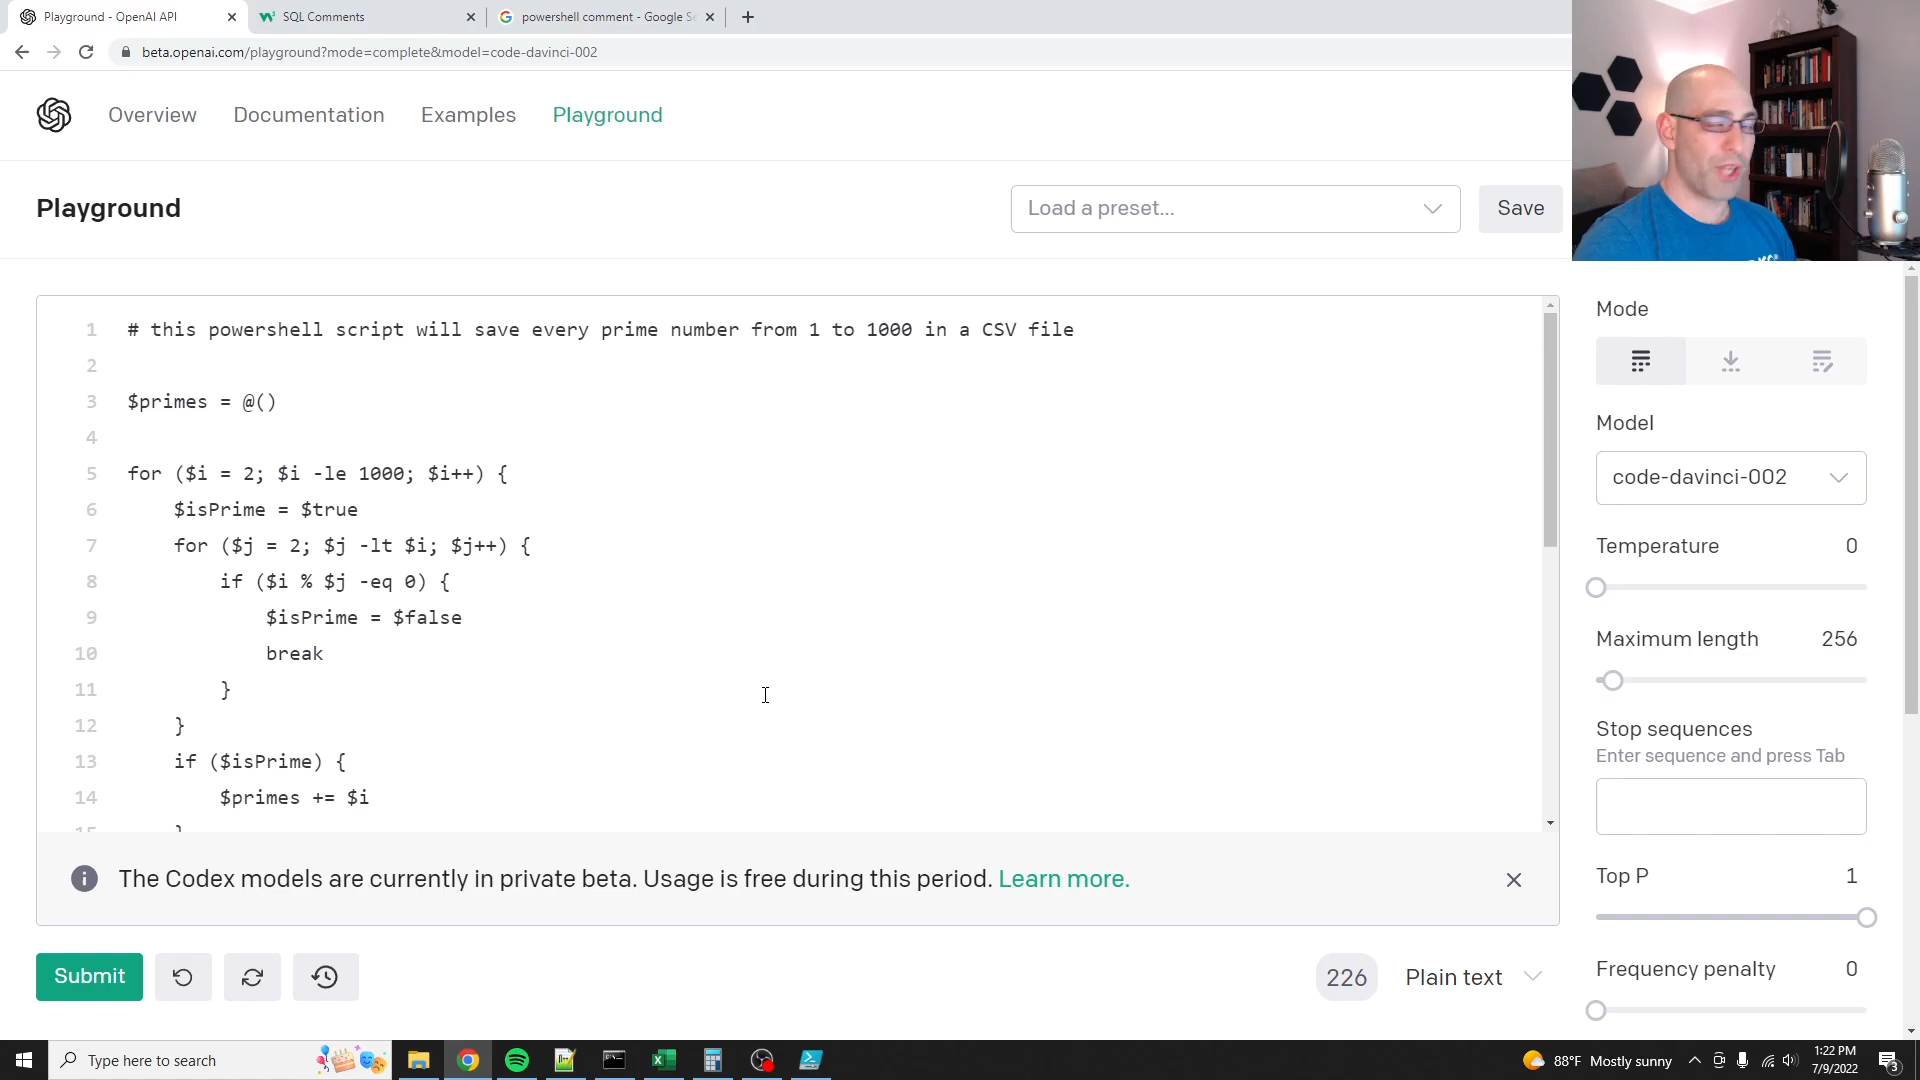 Playground - OpenAI API
SQL Comments
powershell comment - Google Se
beta.openai.com/playground?mode=complete&model=code-davinci-002
Overview
Documentation
Examples
Playground
Playground
Load a preset...
Save
1 # this powershell script will save every prime number from 1 to 1000 in a CSV file
2
3 $primes = @()
4
5 for ($i = 2; $i -le 1000; $i++) {
6 $isPrime = $true
7 for ($j = 2; $j -lt $i; $j++) {
8 if ($i % $j -eq 0) {
9 $isPrime = $false
10 break
11 }
12 }
13 if ($isPrime) {
14 $primes += $i
15 }
The Codex models are currently in private beta. Usage is free during this period. Learn more.
Submit
226
Plain text
Mode
Model
code-davinci-002
Temperature 0
Maximum length 256
Stop sequences
Enter sequence and press Tab
Top P 1
Frequency penalty 0
Type here to search
88°F Mostly sunny
1:22 PM
7/9/2022
3